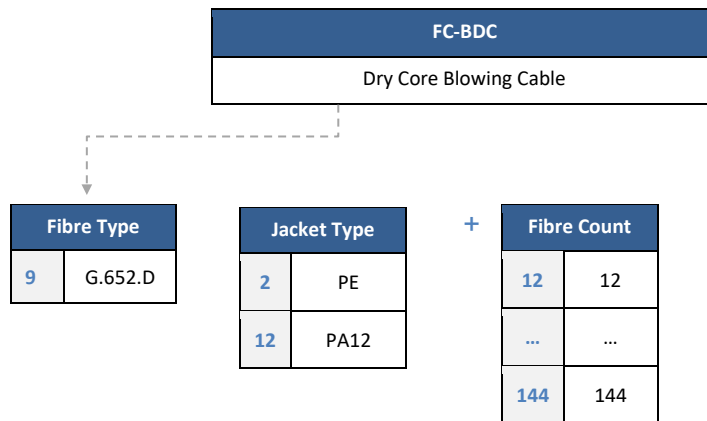 FC-BDC
Dry Core Blowing Cable
Fibre Type
9 G.652.D
Jacket Type
2 PE
12 PA12
+
Fibre Count
12 12
... ...
144 144